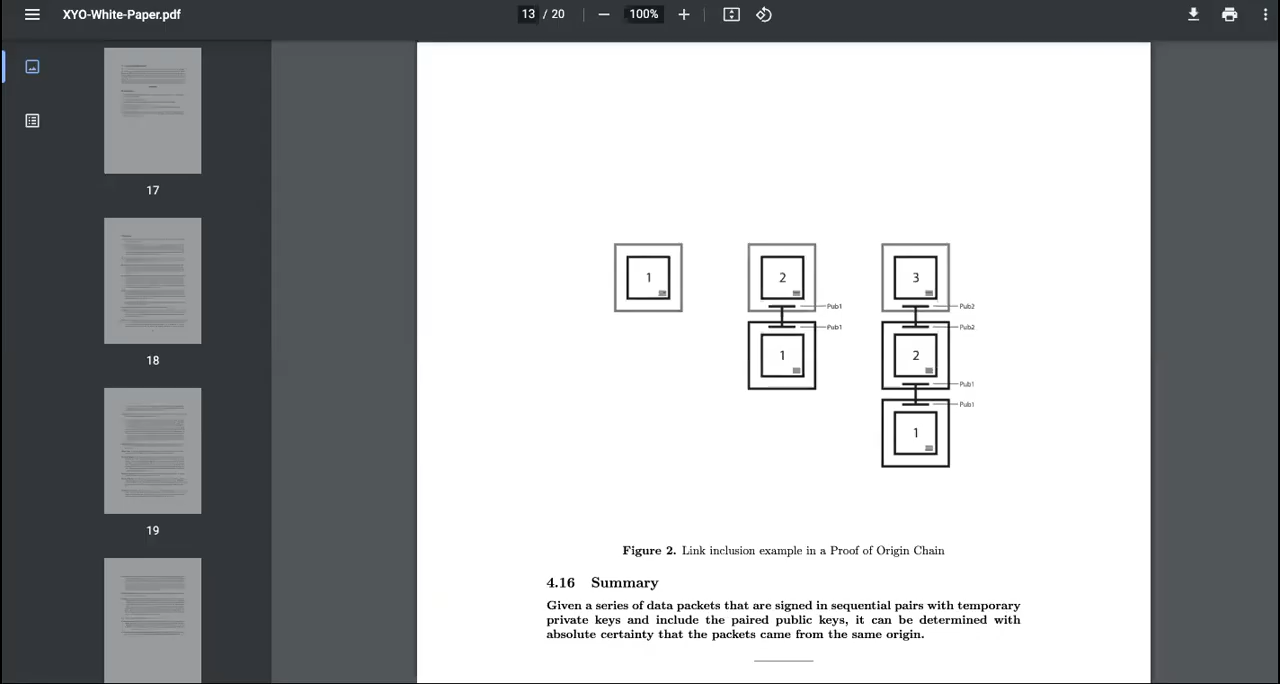 XYO-White-Paper.pdf
13 / 20
100%
17
18
19
1
2
Pub1
Pub1
1
3
Pub2
Pub2
2
Pub1
Pub1
1
Figure 2. Link inclusion example in a Proof of Origin Chain
4.16 Summary
Given a series of data packets that are signed in sequential pairs with temporary
private keys and include the paired public keys, it can be determined with
absolute certainty that the packets came from the same origin.